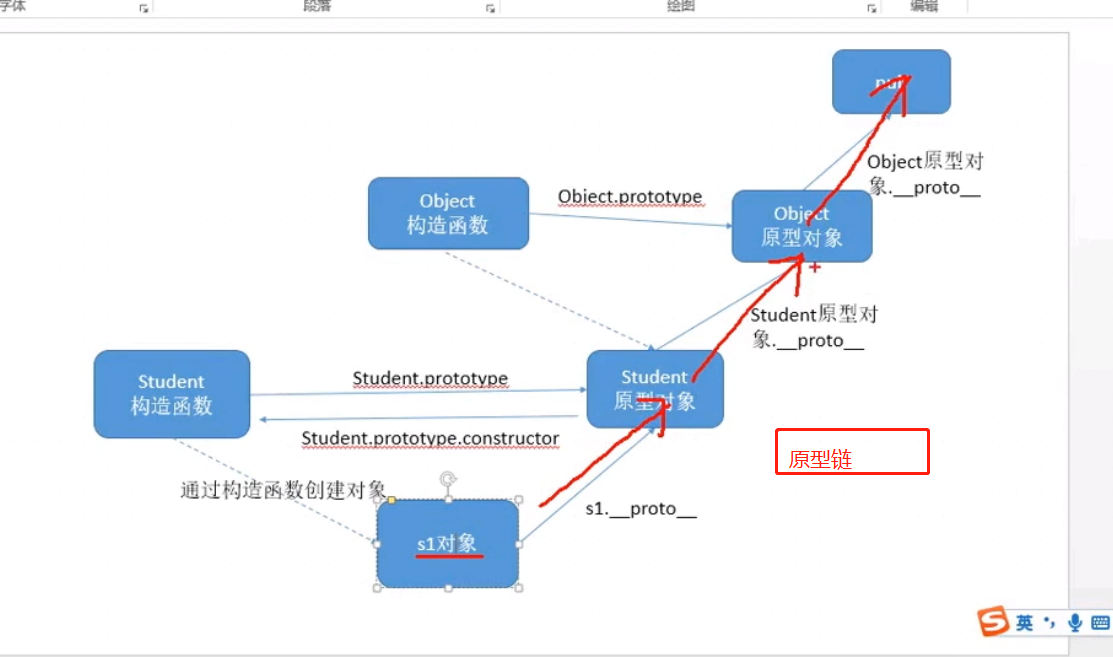 字体
段落
绘图
编辑
Object原型对
象.__proto__
Object
构造函数
Object.prototype
Object
原型对象
Student原型对
象.__proto__
Student
构造函数
Student.prototype
Student
原型对象
Student.prototype.constructor
原型链
通过构造函数创建对象
s1.__proto__
s1对象
S英